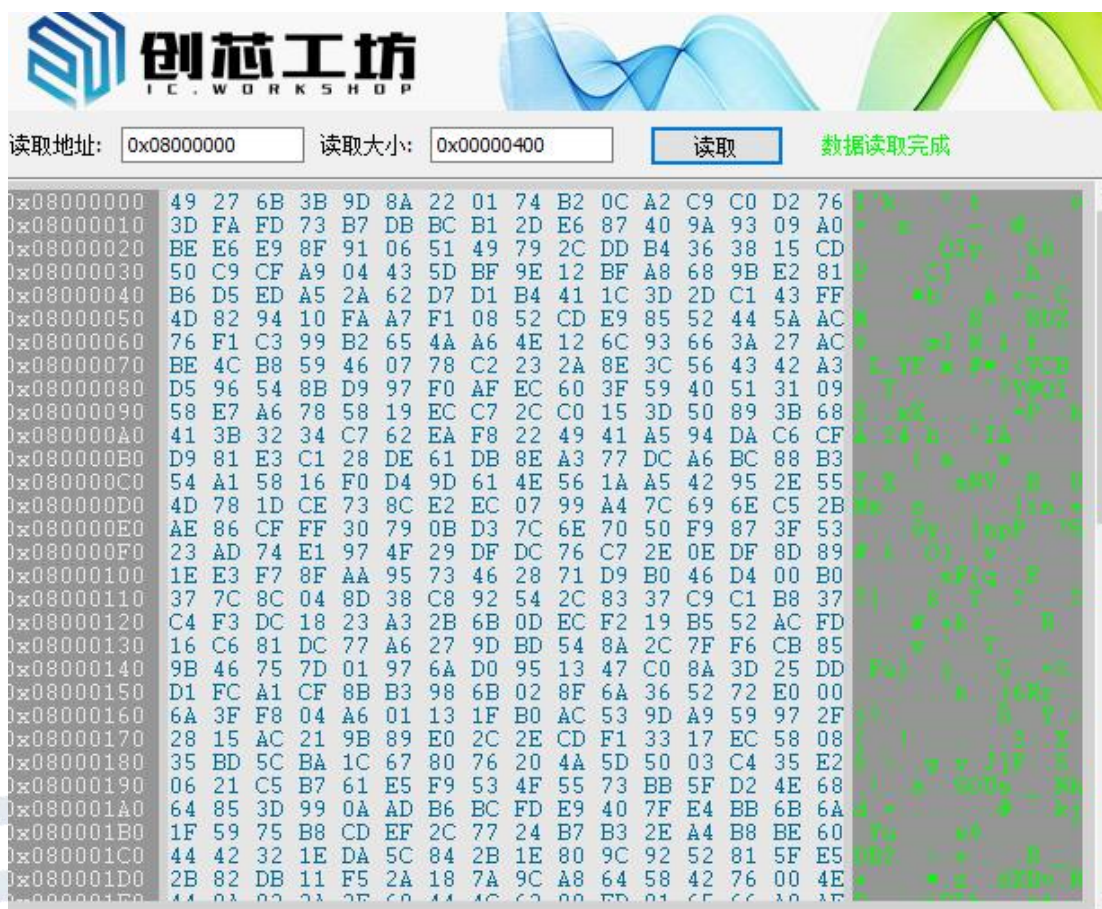 创芯工坊
IC.WORKSHOP
读取地址: 0x08000000 读取大小: 0x00000400 读取 数据读取完成
0x08000000 49 27 6B 3B 9D 8A 22 01 74 B2 0C A2 C9 C0 D2 76
0x08000010 3D FA FD 73 B7 DB BC B1 2D E6 87 40 9A 93 09 A0
0x08000020 BE E6 E9 8F 91 06 51 49 79 2C DD B4 36 38 15 CD
0x08000030 50 C9 CF A9 04 43 5D BF 9E 12 BF A8 68 9B E2 81
0x08000040 B6 D5 ED A5 2A 62 D7 D1 B4 41 1C 3D 2D C1 43 FF
0x08000050 4D 82 94 10 FA A7 F1 08 52 CD E9 85 52 44 5A AC
0x08000060 76 F1 C3 99 B2 65 4A A6 4E 12 6C 93 66 3A 27 AC
0x08000070 BE 4C B8 59 46 07 78 C2 23 2A 8E 3C 56 43 42 A3
0x08000080 D5 96 54 8B D9 97 F0 AF EC 60 3F 59 40 51 31 09
0x08000090 58 E7 A6 78 58 19 EC C7 2C C0 15 3D 50 89 3B 68
0x080000A0 41 3B 32 34 C7 62 EA F8 22 49 41 A5 94 DA C6 CF
0x080000B0 D9 81 E3 C1 28 DE 61 DB 8E A3 77 DC A6 BC 88 B3
0x080000C0 54 A1 58 16 F0 D4 9D 61 4E 56 1A A5 42 95 2E 55
0x080000D0 4D 78 1D CE 73 8C E2 EC 07 99 A4 7C 69 6E C5 2B
0x080000E0 AE 86 CF FF 30 79 0B D3 7C 6E 70 50 F9 87 3F 53
0x080000F0 23 AD 74 E1 97 4F 29 DF DC 76 C7 2E 0E DF 8D 89
0x08000100 1E E3 F7 8F AA 95 73 46 28 71 D9 B0 46 D4 00 B0
0x08000110 37 7C 8C 04 8D 38 C8 92 54 2C 83 37 C9 C1 B8 37
0x08000120 C4 F3 DC 18 23 A3 2B 6B 0D EC F2 19 B5 52 AC FD
0x08000130 16 C6 81 DC 77 A6 27 9D BD 54 8A 2C 7F F6 CB 85
0x08000140 9B 46 75 7D 01 97 6A D0 95 13 47 C0 8A 3D 25 DD
0x08000150 D1 FC A1 CF 8B B3 98 6B 02 8F 6A 36 52 72 E0 00
0x08000160 6A 3F F8 04 A6 01 13 1F B0 AC 53 9D A9 59 97 2F
0x08000170 28 15 AC 21 9B 89 E0 2C 2E CD F1 33 17 EC 58 08
0x08000180 35 BD 5C BA 1C 67 80 76 20 4A 5D 50 03 C4 35 E2
0x08000190 06 21 C5 B7 61 E5 F9 53 4F 55 73 BB 5F D2 4E 68
0x080001A0 64 85 3D 99 0A AD B6 BC FD E9 40 7F E4 BB 6B 6A
0x080001B0 1F 59 75 B8 CD EF 2C 77 24 B7 B3 2E A4 B8 BE 60
0x080001C0 44 42 32 1E DA 5C 84 2B 1E 80 9C 92 52 81 5F E5
0x080001D0 2B 82 DB 11 F5 2A 18 7A 9C A8 64 58 42 76 00 4E